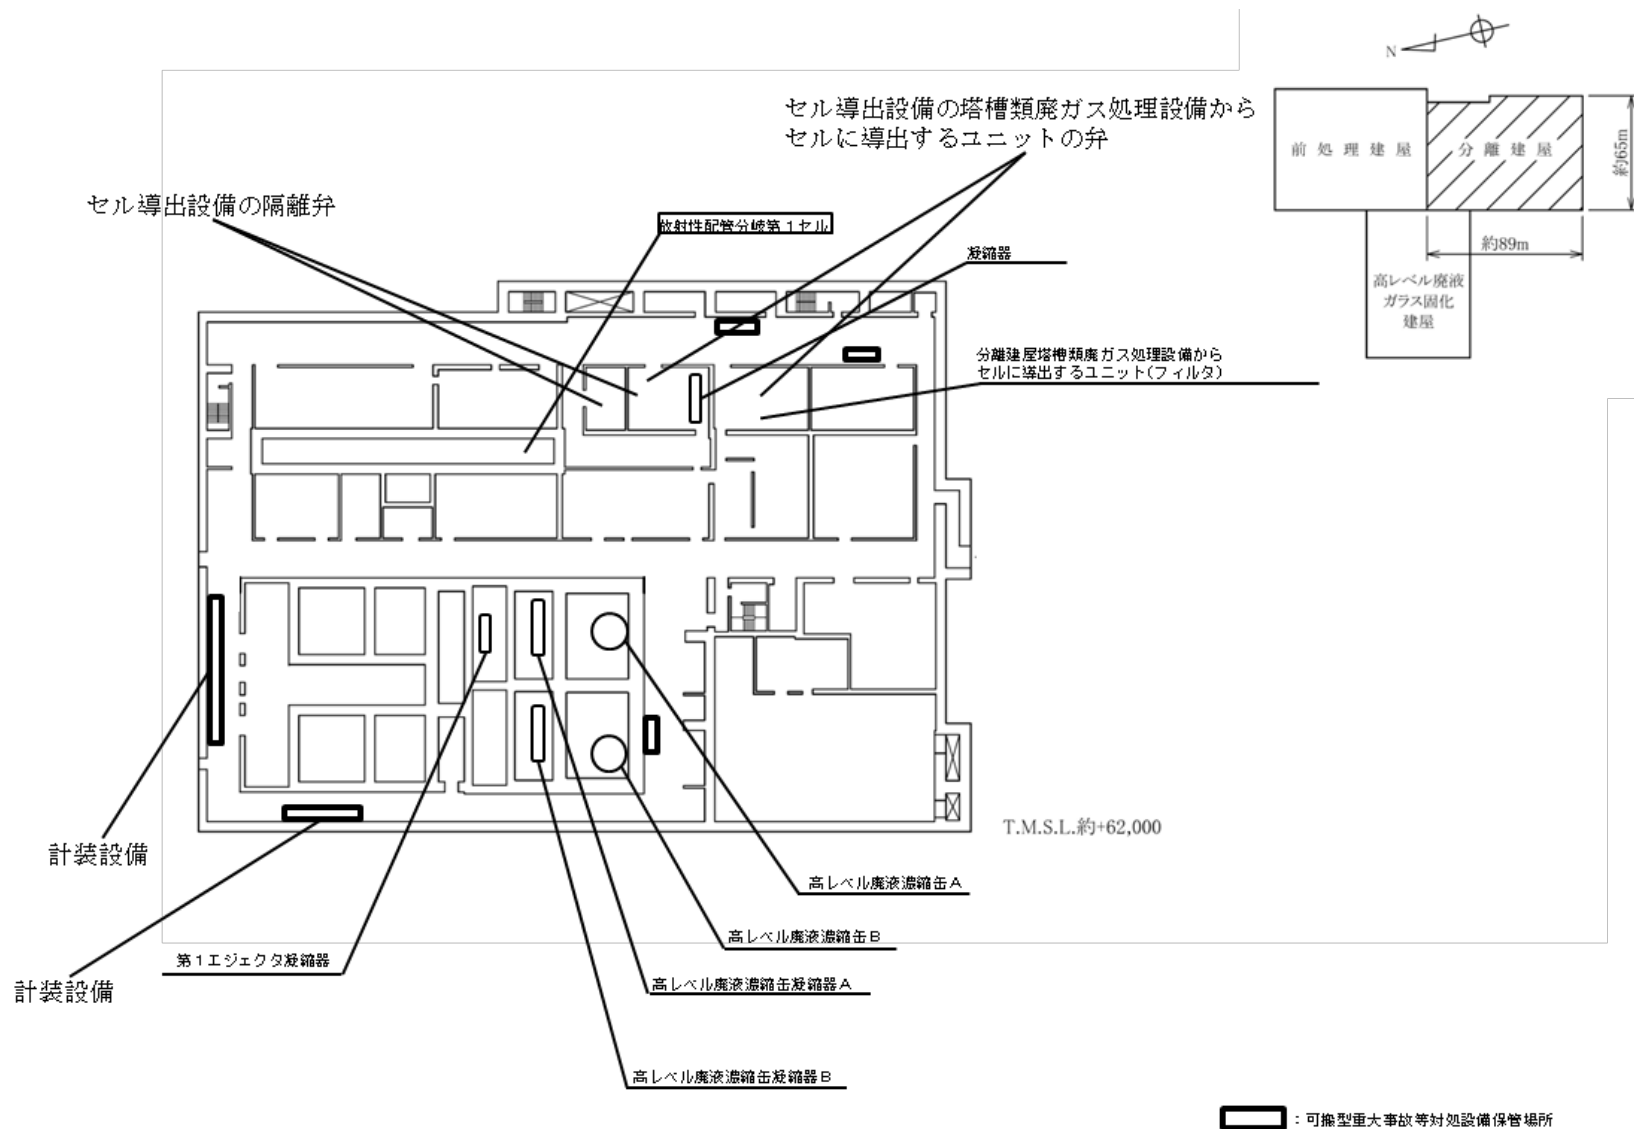 N
セル導出設備の塔槽類廃ガス処理設備から
セルに導出するユニットの弁
前処理建屋
分離建屋
約65m
約89m
高レベル廃液
ガラス固化
建屋
セル導出設備の隔離弁
放射性配管分岐第1セル
凝縮器
分離建屋塔槽類廃ガス処理設備から
セルに導出するユニット(フィルタ)
T.M.S.L.約+62,000
計装設備
高レベル廃液濃縮缶A
高レベル廃液濃縮缶B
第1エジェクタ凝縮器
高レベル廃液濃縮缶凝縮器A
計装設備
高レベル廃液濃縮缶凝縮器B
：可搬型重大事故等対処設備保管場所